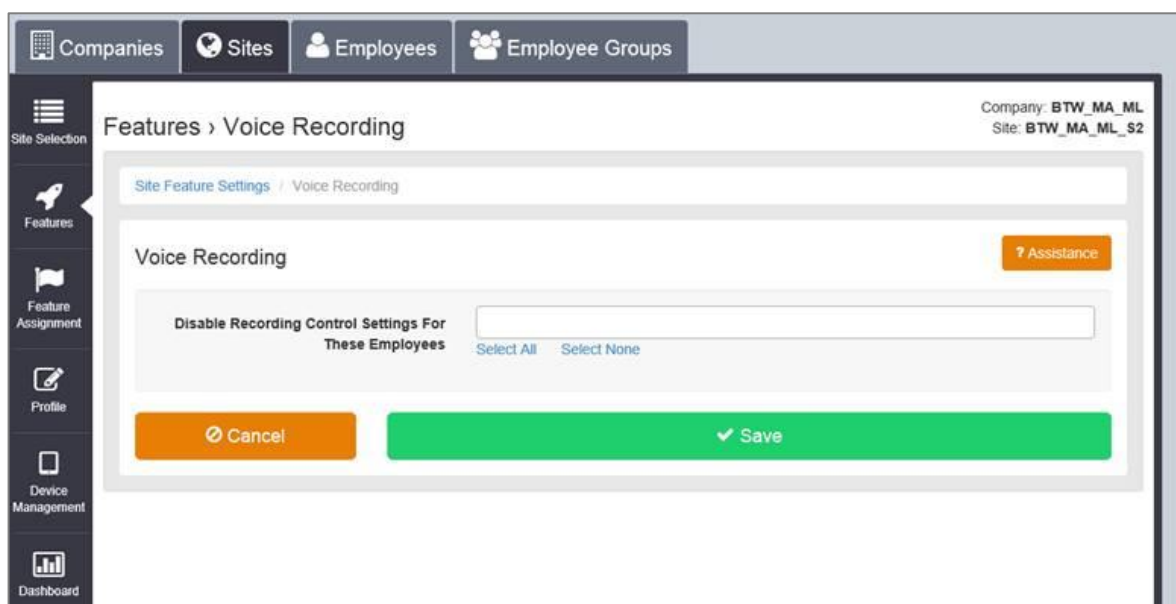 Companies
Sites
Employees
Employee Groups
Site Selection
Features
Feature
Assignment
Profile
Device
Management
Dashboard
Features › Voice Recording
Company: BTW_MA_ML
Site: BTW_MA_ML_S2
Site Feature Settings / Voice Recording
Voice Recording
? Assistance
Disable Recording Control Settings For
These Employees
Select All Select None
Cancel
Save